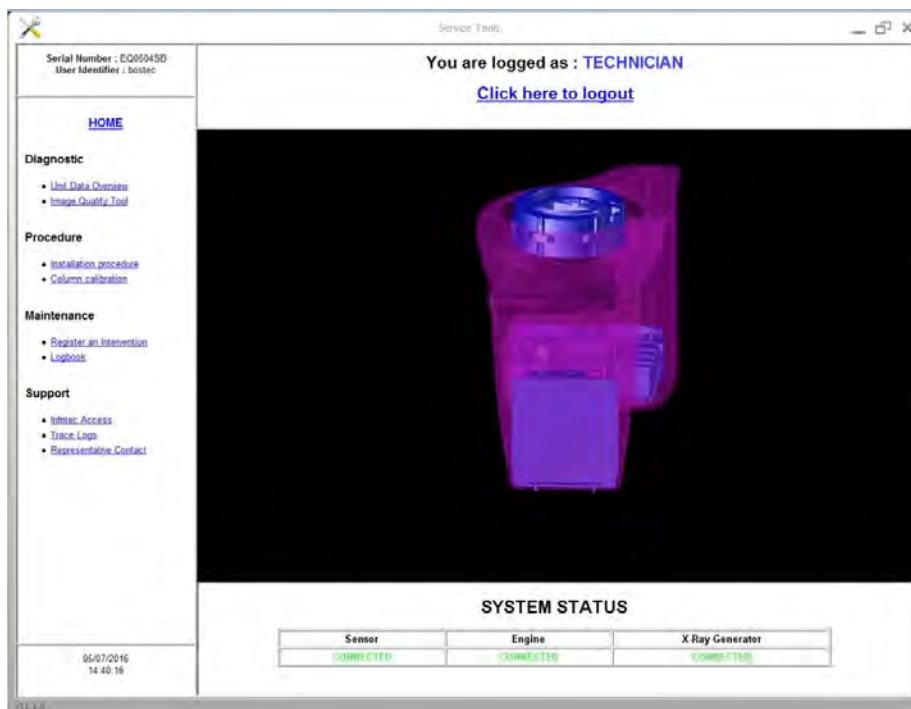 Service Tools
Serial Number : EQ0504SB
User Identifier : bostec
You are logged as : TECHNICIAN
Click here to logout
HOME
Diagnostic
Unit Data Overview
Image Quality Tool
Procedure
Installation procedure
Column calibration
Maintenance
Register an Intervention
Logbook
Support
Access
Trace Logs
Representative Contact
SYSTEM STATUS
Sensor Engine X-Ray Generator
CONNECTED CONNECTED CONNECTED
05/07/2016
14:40:16